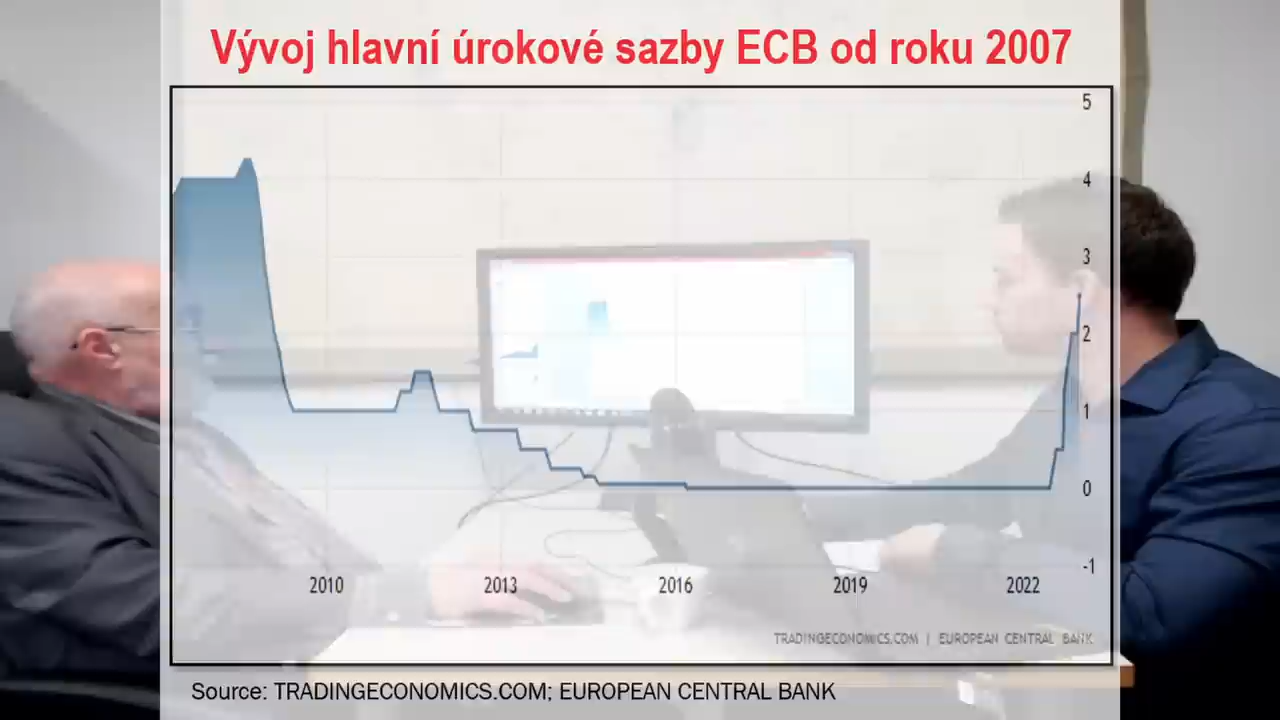 Vývoj hlavní úrokové sazby ECB od roku 2007
5
4
3
2
1
0
-1
2010 2013 2016 2019 2022
TRADINGECONOMICS.COM | EUROPEAN CENTRAL BANK
Source: TRADINGECONOMICS.COM; EUROPEAN CENTRAL BANK